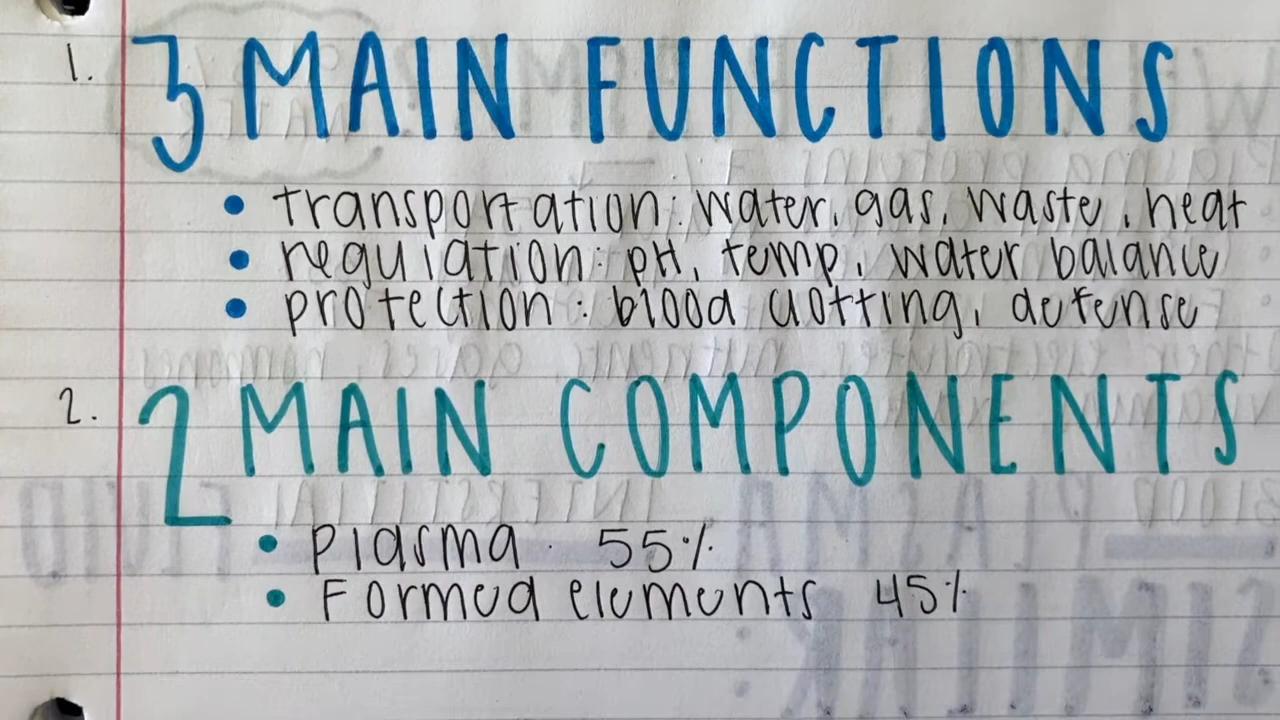 1. 3 MAIN FUNCTIONS
• transportation: water, gas, waste, heat
• regulation: pH, temp, water balance
• protection: blood clotting, defense
2. 2 MAIN COMPONENTS
• Plasma 55%
• Formed elements 45%